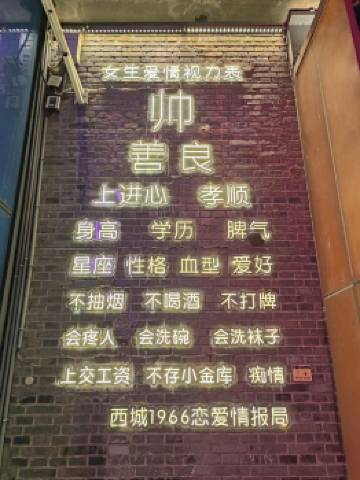 女生爱情视力表
帅
善良
上进心 孝顺
身高 学历 脾气
星座 性格 血型 爱好
不抽烟 不喝酒 不打牌
会疼人 会洗碗 会洗袜子
上交工资 不存小金库 痴情
西城1966恋爱情报局